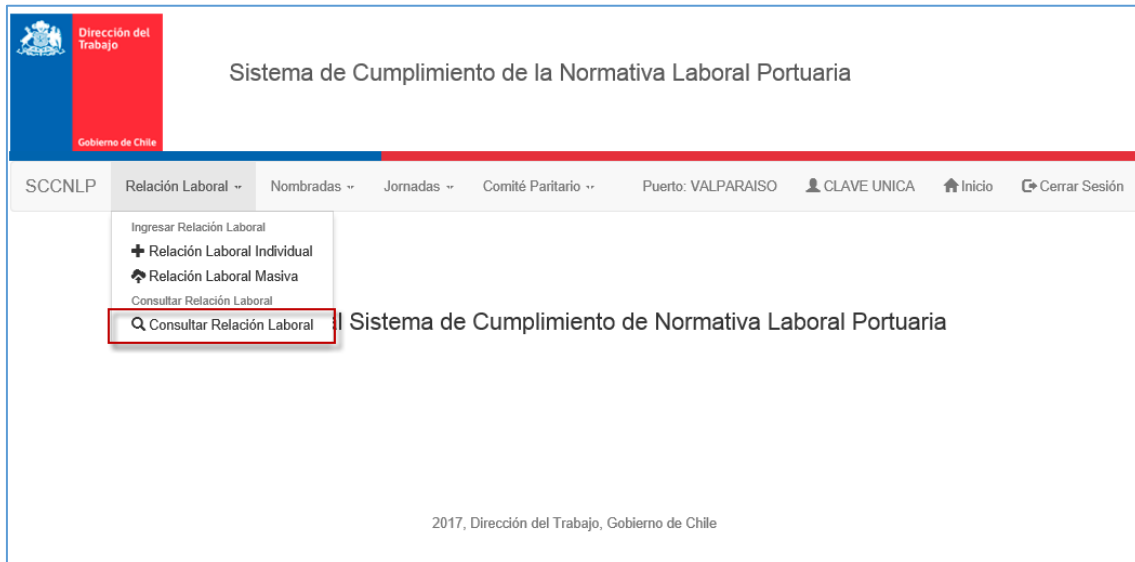 Dirección del
Trabajo
Gobierno de Chile
Sistema de Cumplimiento de la Normativa Laboral Portuaria
SCCNLP Relación Laboral Nombradas Jornadas Comité Paritario Puerto: VALPARAISO CLAVE UNICA Inicio Cerrar Sesión
Ingresar Relación Laboral
Relación Laboral Individual
Relación Laboral Masiva
Consultar Relación Laboral
Consultar Relación Laboral
l Sistema de Cumplimiento de Normativa Laboral Portuaria
2017, Dirección del Trabajo, Gobierno de Chile